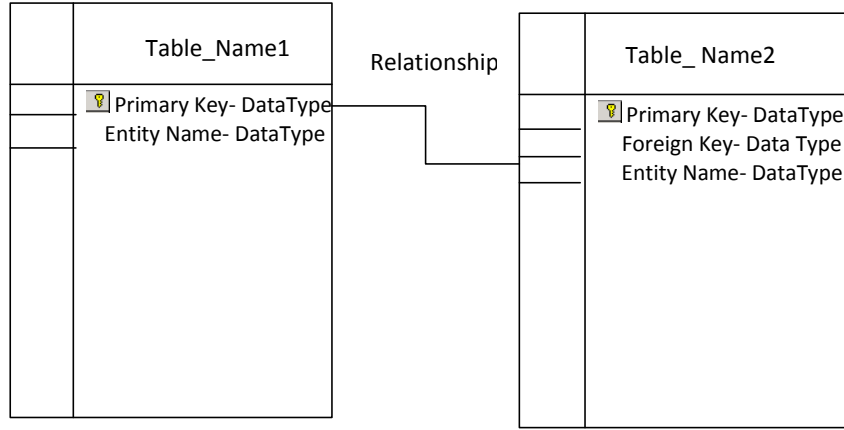 Table_Name1
Primary Key- DataType
Entity Name- DataType
Relationship
Table_ Name2
Primary Key- DataType
Foreign Key- Data Type
Entity Name- DataType